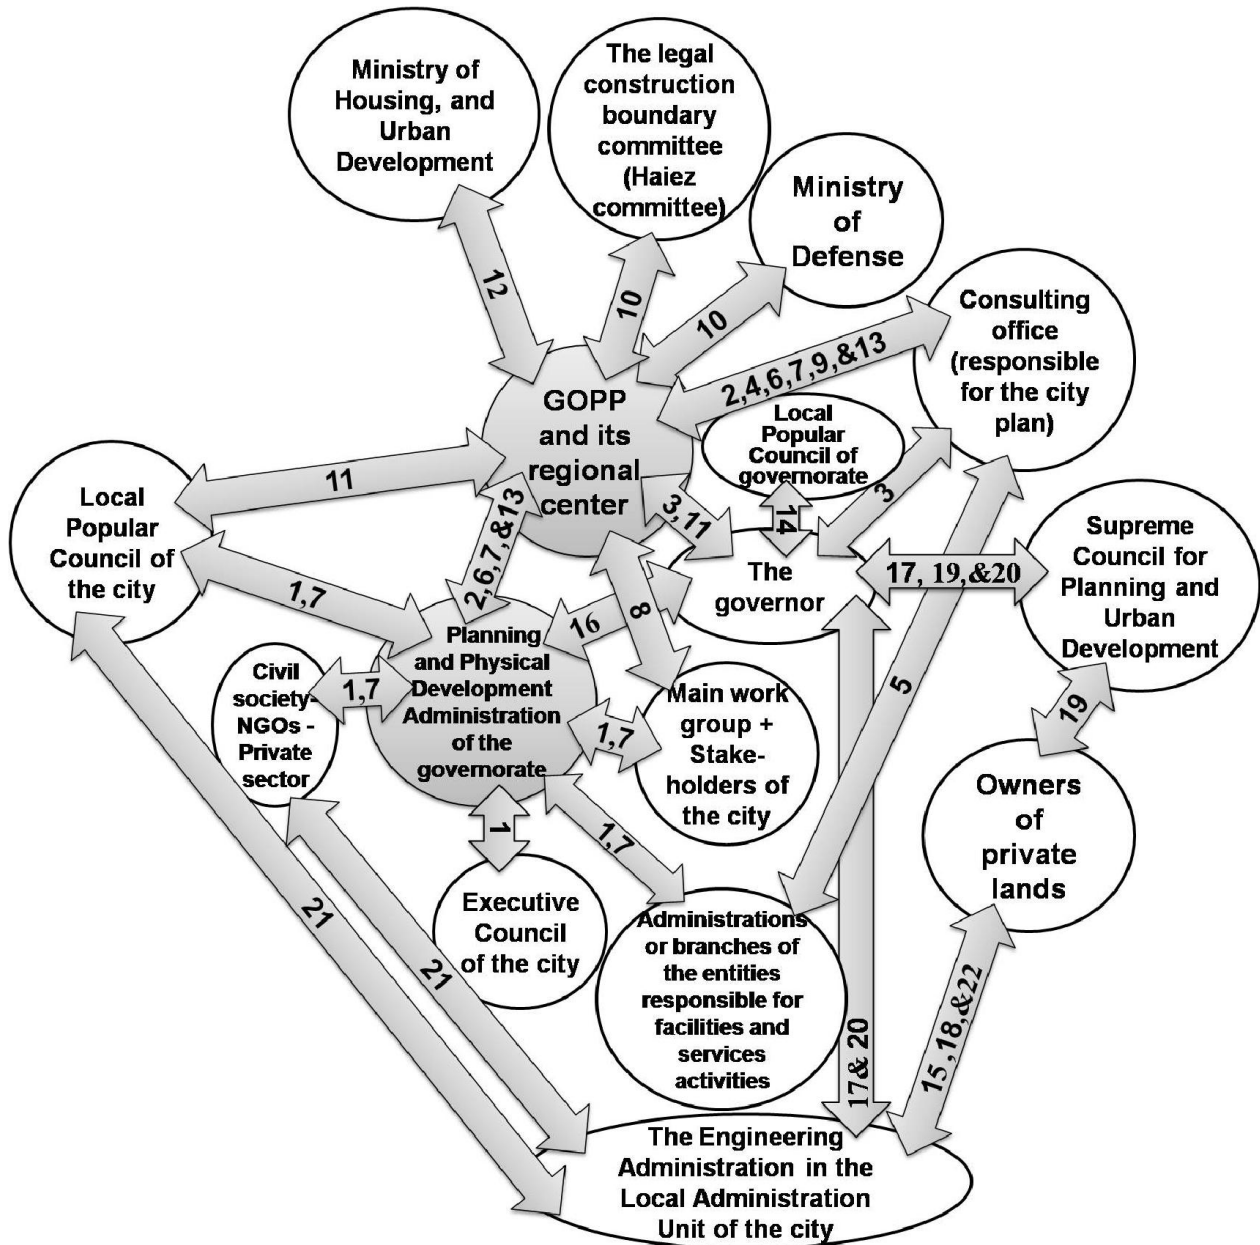 Ministry of
Housing, and
Urban
Development
The legal
construction
boundary
committee
(Haiez
committee)
Ministry
of
Defense
Consulting
office
(responsible
for the city
plan)
12
10
10
2,4,6,7,9,&13
GOPP
and its
regional
center
Local
Popular
Council of
governorate
11
3,11
14
3
Local
Popular
Council of
the city
2,6,7,&13
The
governor
17, 19,&20
Supreme
Council for
Planning and
Urban
Development
1,7
16
8
5
Planning
and Physical
Development
Administration
of the
governorate
Civil
society-
NGOs -
Private
sector
1,7
1,7
Main work
group +
Stake-
holders of
the city
19
Owners
of
private
lands
1
1,7
Executive
Council
of the city
Administrations
or branches of
the entities
responsible for
facilities and
services
activities
21
21
17& 20
15 ,18,&22
The Engineering
Administration in the
Local Administration
Unit of the city